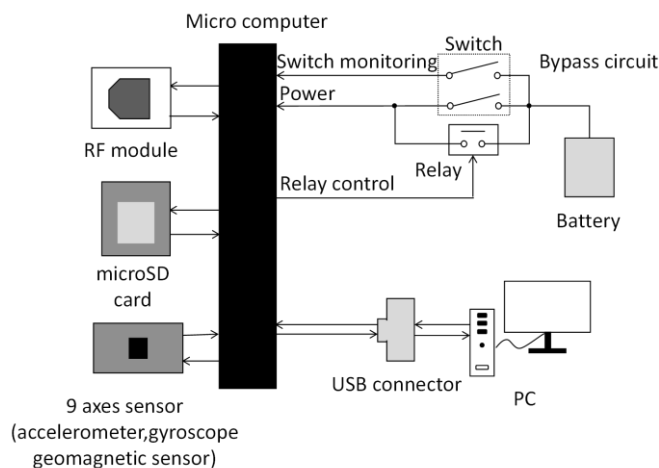 Micro computer
Switch
Switch monitoring
Bypass circuit
Power
RF module
Relay
Relay control
Battery
microSD
card
USB connector
PC
9 axes sensor
(accelerometer,gyroscope
geomagnetic sensor)